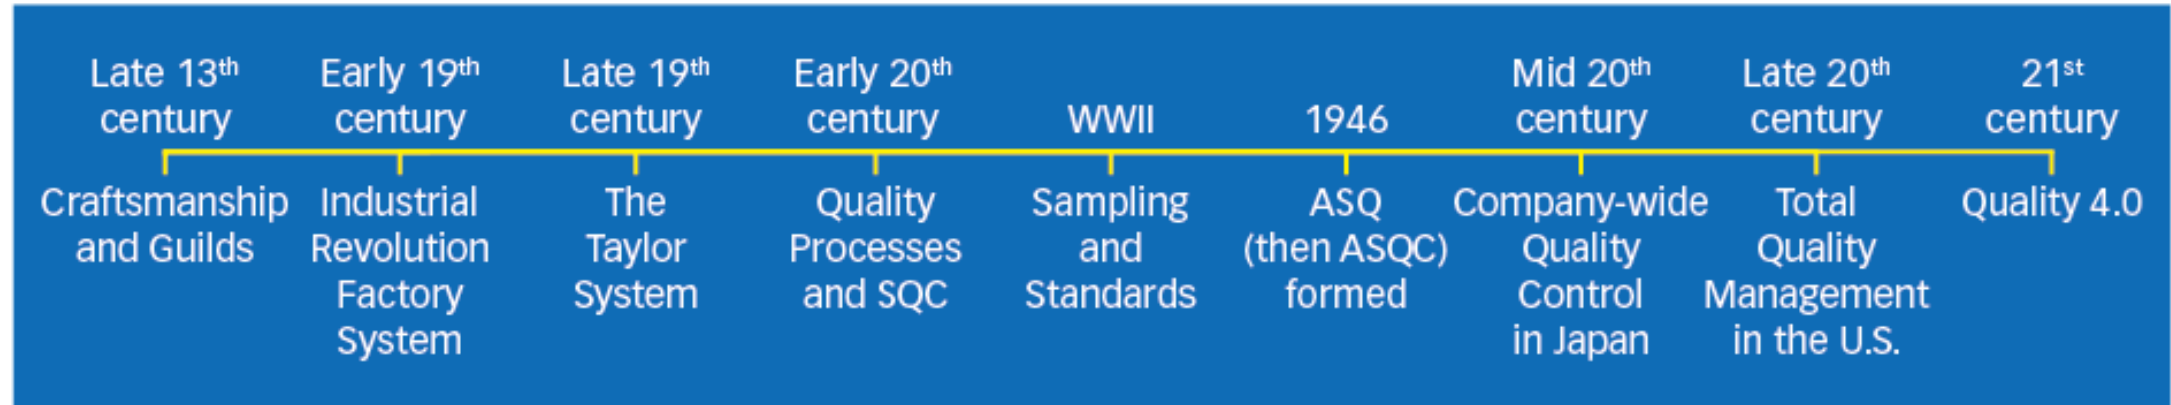 Late 13th
century
Craftsmanship
and Guilds
Early 19th
century
Industrial
Revolution
Factory
System
Late 19th
century
The
Taylor
System
Early 20th
century
Quality
Processes
and SQC
WWII
Sampling
and
Standards
1946
ASQ
(then ASQC)
formed
Mid 20th
century
Company-wide
Quality
Control
in Japan
Late 20th
century
Total
Quality
Management
in the U.S.
21st
century
Quality 4.0